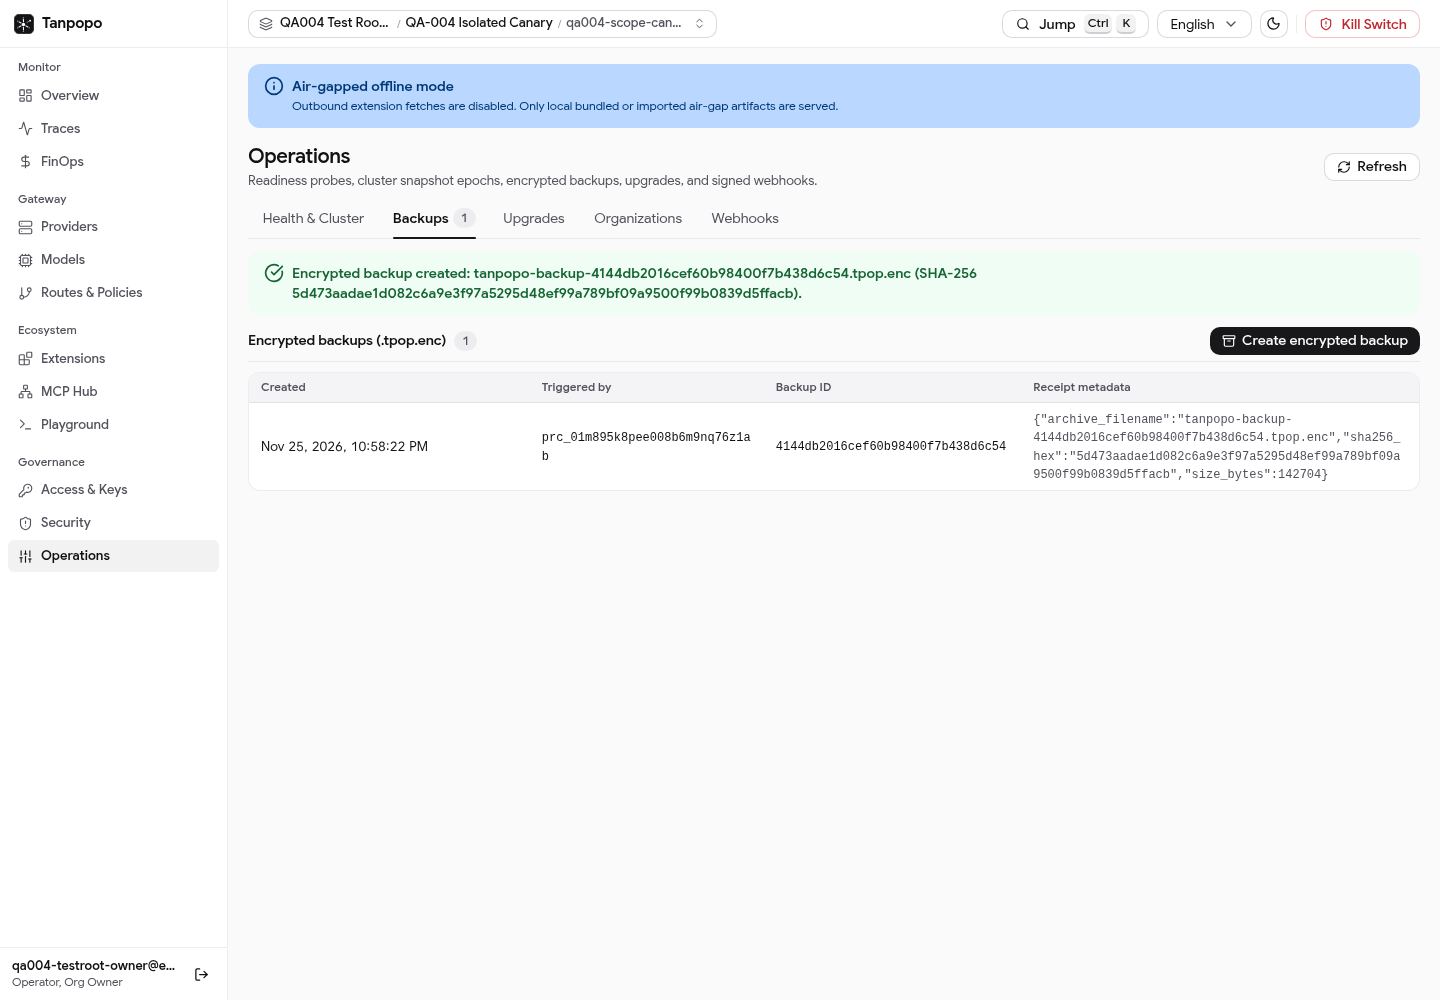 Tanpopo
QA004 Test Roo... / QA-004 Isolated Canary / qa004-scope-can...
Jump Ctrl K
English
Kill Switch
Monitor
Overview
Traces
FinOps
Gateway
Providers
Models
Routes & Policies
Ecosystem
Extensions
MCP Hub
Playground
Governance
Access & Keys
Security
Operations
qa004-testroot-owner@e...
Operator, Org Owner
Air-gapped offline mode
Outbound extension fetches are disabled. Only local bundled or imported air-gap artifacts are served.
Operations
Readiness probes, cluster snapshot epochs, encrypted backups, upgrades, and signed webhooks.
Refresh
Health & Cluster Backups 1 Upgrades Organizations Webhooks
Encrypted backup created: tanpopo-backup-4144db2016cef60b98400f7b438d6c54.tpop.enc (SHA-256
5d473aadae1d082c6a9e3f97a5295d48ef99a789bf09a9500f99b0839d5ffacb).
Encrypted backups (.tpop.enc) 1
Create encrypted backup
Created Triggered by Backup ID Receipt metadata
Nov 25, 2026, 10:58:22 PM
prc_01m895k8pee008b6m9nq76z1a
b
4144db2016cef60b98400f7b438d6c54
{"archive_filename":"tanpopo-backup-
4144db2016cef60b98400f7b438d6c54.tpop.enc","sha256_
hex":"5d473aadae1d082c6a9e3f97a5295d48ef99a789bf09a
9500f99b0839d5ffacb","size_bytes":142704}